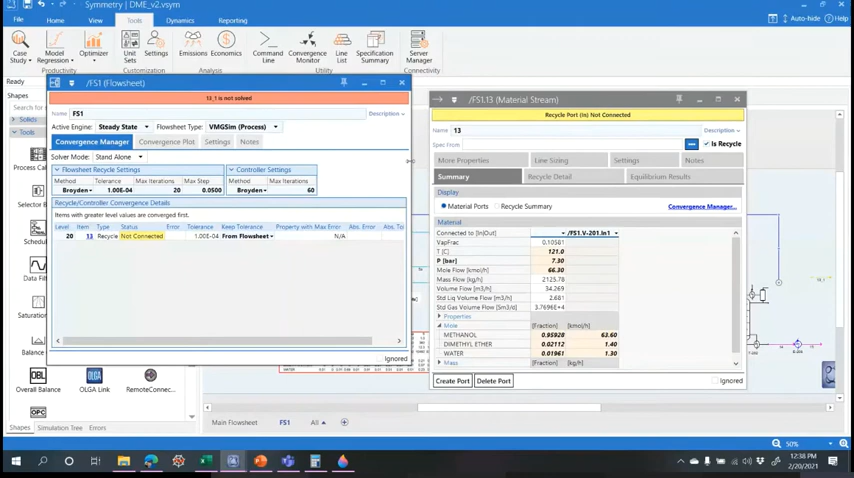 Symmetry | DME_v2.vsym
File Home View Tools Dynamics Reporting Auto-hide Help
Case Study Model Regression Optimizer Unit Sets Settings Emissions Economics Command Line Convergence Monitor Line List Specification Summary Server Manager
Productivity Customization Analysis Utility Connectivity
Ready
Shapes
Search for
Solids
Tools
Process Calc
Selector B
Schedu
Data Fil
Saturation
Balance
Overall Balance OLGA Link RemoteConnec...
OBL
OPC
Shapes Simulation Tree Errors
/FS1 (Flowsheet)
13_1 is not solved
Name FS1 Description
Active Engine: Steady State Flowsheet Type: VMGSim (Process)
Convergence Manager Convergence Plot Settings Notes
Solver Mode: Stand Alone
Flowsheet Recycle Settings Controller Settings
Method Tolerance Max Iterations Max Step Method Max Iterations
Broyden 1.00E-04 20 0.0500 Broyden 60
Recycle/Controller Convergence Details
Items with greater level values are converged first.
Level Item Type Status Error Tolerance Keep Tolerance Property with Max Error Abs. Error Abs. To
20 13 Recycle Not Connected 1.00E-04 From Flowsheet N/A
Ignored
/FS1.13 (Material Stream)
Recycle Port (In) Not Connected
Name 13 Description
Spec From Is Recycle
More Properties Line Sizing Settings Notes
Summary Recycle Detail Equilibrium Results
Display
Material Ports Recycle Summary Convergence Manager...
Material
Connected to [In|Out] /FS1.V-201.In1
VapFrac 0.10581
T [C] 121.0
P [bar] 7.30
Mole Flow [kmol/h] 66.30
Mass Flow [kg/h] 2125.78
Volume Flow [m3/h] 34.269
Std Liq Volume Flow [m3/h] 2.681
Std Gas Volume Flow [Sm3/d] 3.7696E+4
Properties
Mole [Fraction] [kmol/h]
METHANOL 0.95928 63.60
DIMETHYL ETHER 0.02112 1.40
WATER 0.01961 1.30
Mass [Fraction] [kg/h]
Create Port Delete Port Ignored
Main Flowsheet FS1 All
50%
12:38 PM
2/20/2021